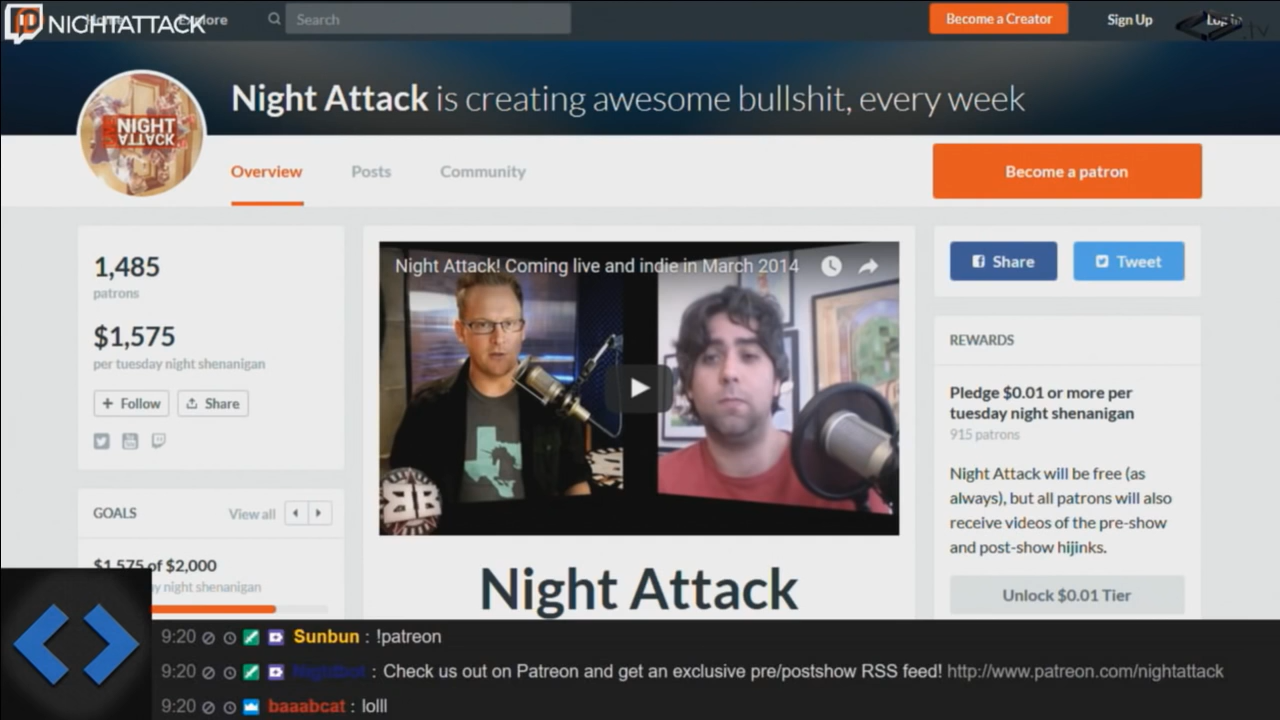 NIGHTATTACK
Explore
Search
Become a Creator
Sign Up
Log in
.tv
Night Attack is creating awesome bullshit, every week
NIGHT
ATTACK
Overview
Posts
Community
Become a patron
1,485
patrons
$1,575
per tuesday night shenanigan
+ Follow
Share
GOALS
View all
$1,575 of $2,000
y night shenanigan
Night Attack! Coming live and indie in March 2014
BB
Night Attack
Share
Tweet
REWARDS
Pledge $0.01 or more per
tuesday night shenanigan
915 patrons
Night Attack will be free (as
always), but all patrons will also
receive videos of the pre-show
and post-show hijinks.
Unlock $0.01 Tier
9:20 Sunbun : !patreon
9:20 Nightbot : Check us out on Patreon and get an exclusive pre/postshow RSS feed! http://www.patreon.com/nightattack
9:20 baaabcat : lolll